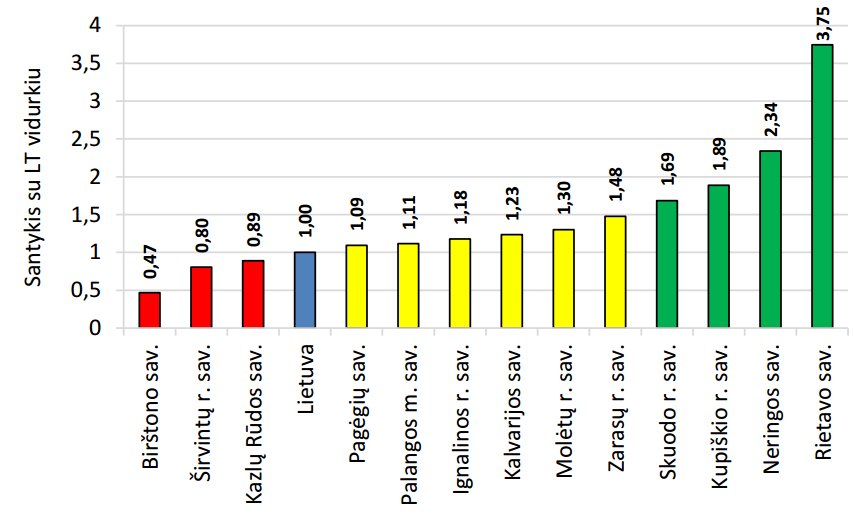 Santykis su LT vidurkiu
4
3,5
3
2,5
2
1,5
1
0,5
0
0,47
0,80
0,89
1,00
1,09
1,11
1,18
1,23
1,30
1,48
1,69
1,89
2,34
3,75
Birštono sav.
Širvintų r. sav.
Kazlų Rūdos sav.
Lietuva
Pagėgių sav.
Palangos m. sav.
Ignalinos r. sav.
Kalvarijos sav.
Molėtų r. sav.
Zarasų r. sav.
Skuodo r. sav.
Kupiškio r. sav.
Neringos sav.
Rietavo sav.